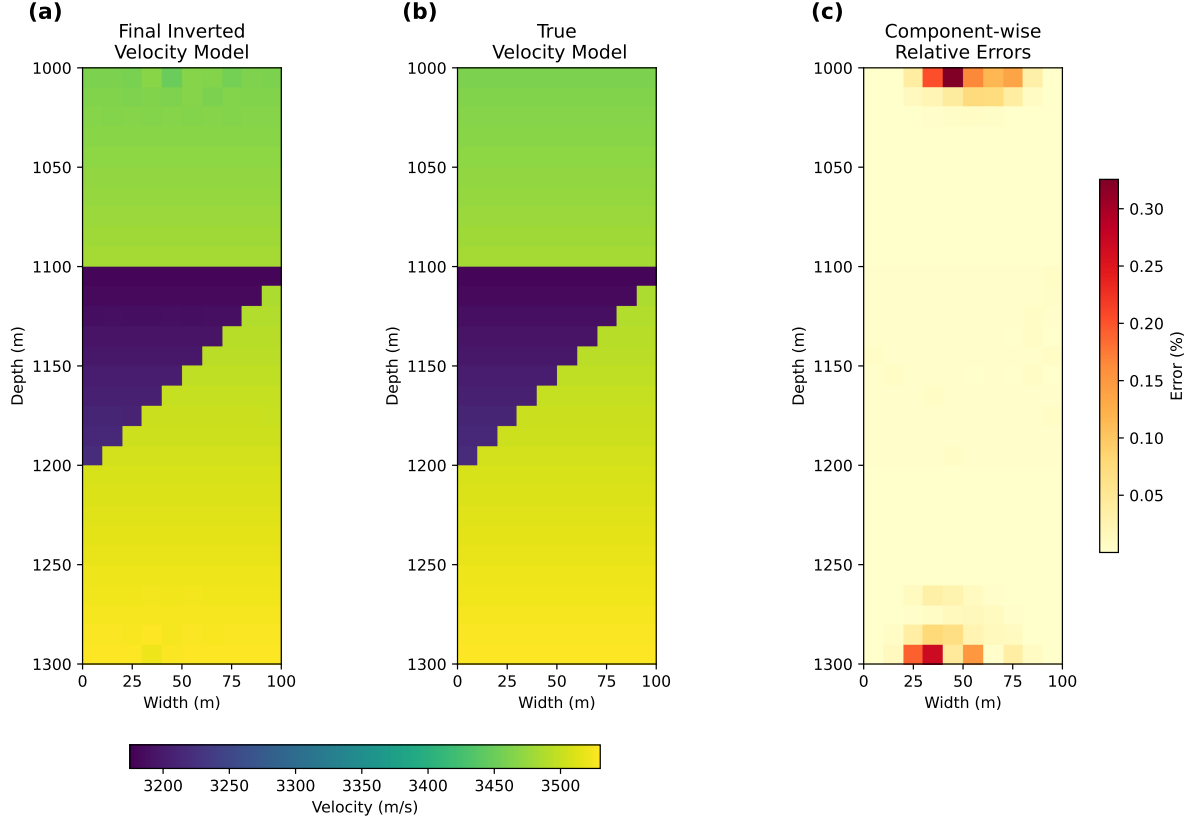 (a)
Final Inverted
Velocity Model
1000
1050
1100
1150
1200
1250
1300
Depth (m)
0 25 50 75 100
Width (m)
(b)
True
Velocity Model
1000
1050
1100
1150
1200
1250
1300
Depth (m)
0 25 50 75 100
Width (m)
(c)
Component-wise
Relative Errors
1000
1050
1100
1150
1200
1250
1300
Depth (m)
0 25 50 75 100
Width (m)
0.30
0.25
0.20
0.15
0.10
0.05
Error (%)
3200 3250 3300 3350 3400 3450 3500
Velocity (m/s)